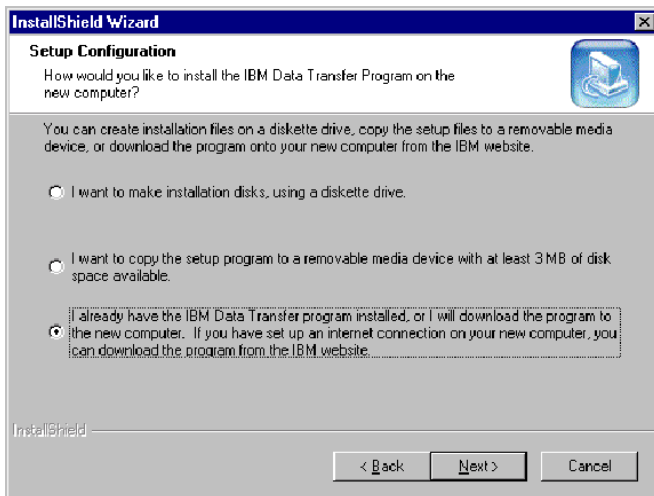 InstallShield Wizard
Setup Configuration
How would you like to install the IBM Data Transfer Program on the
new computer?
You can create installation files on a diskette drive, copy the setup files to a removable media
device, or download the program onto your new computer from the IBM website.
I want to make installation disks, using a diskette drive.
I want to copy the setup program to a removable media device with at least 3 MB of disk
space available.
I already have the IBM Data Transfer program installed, or I will download the program to
the new computer. If you have set up an internet connection on your new computer, you
can download the program from the IBM website.
InstallShield
< Back Next > Cancel